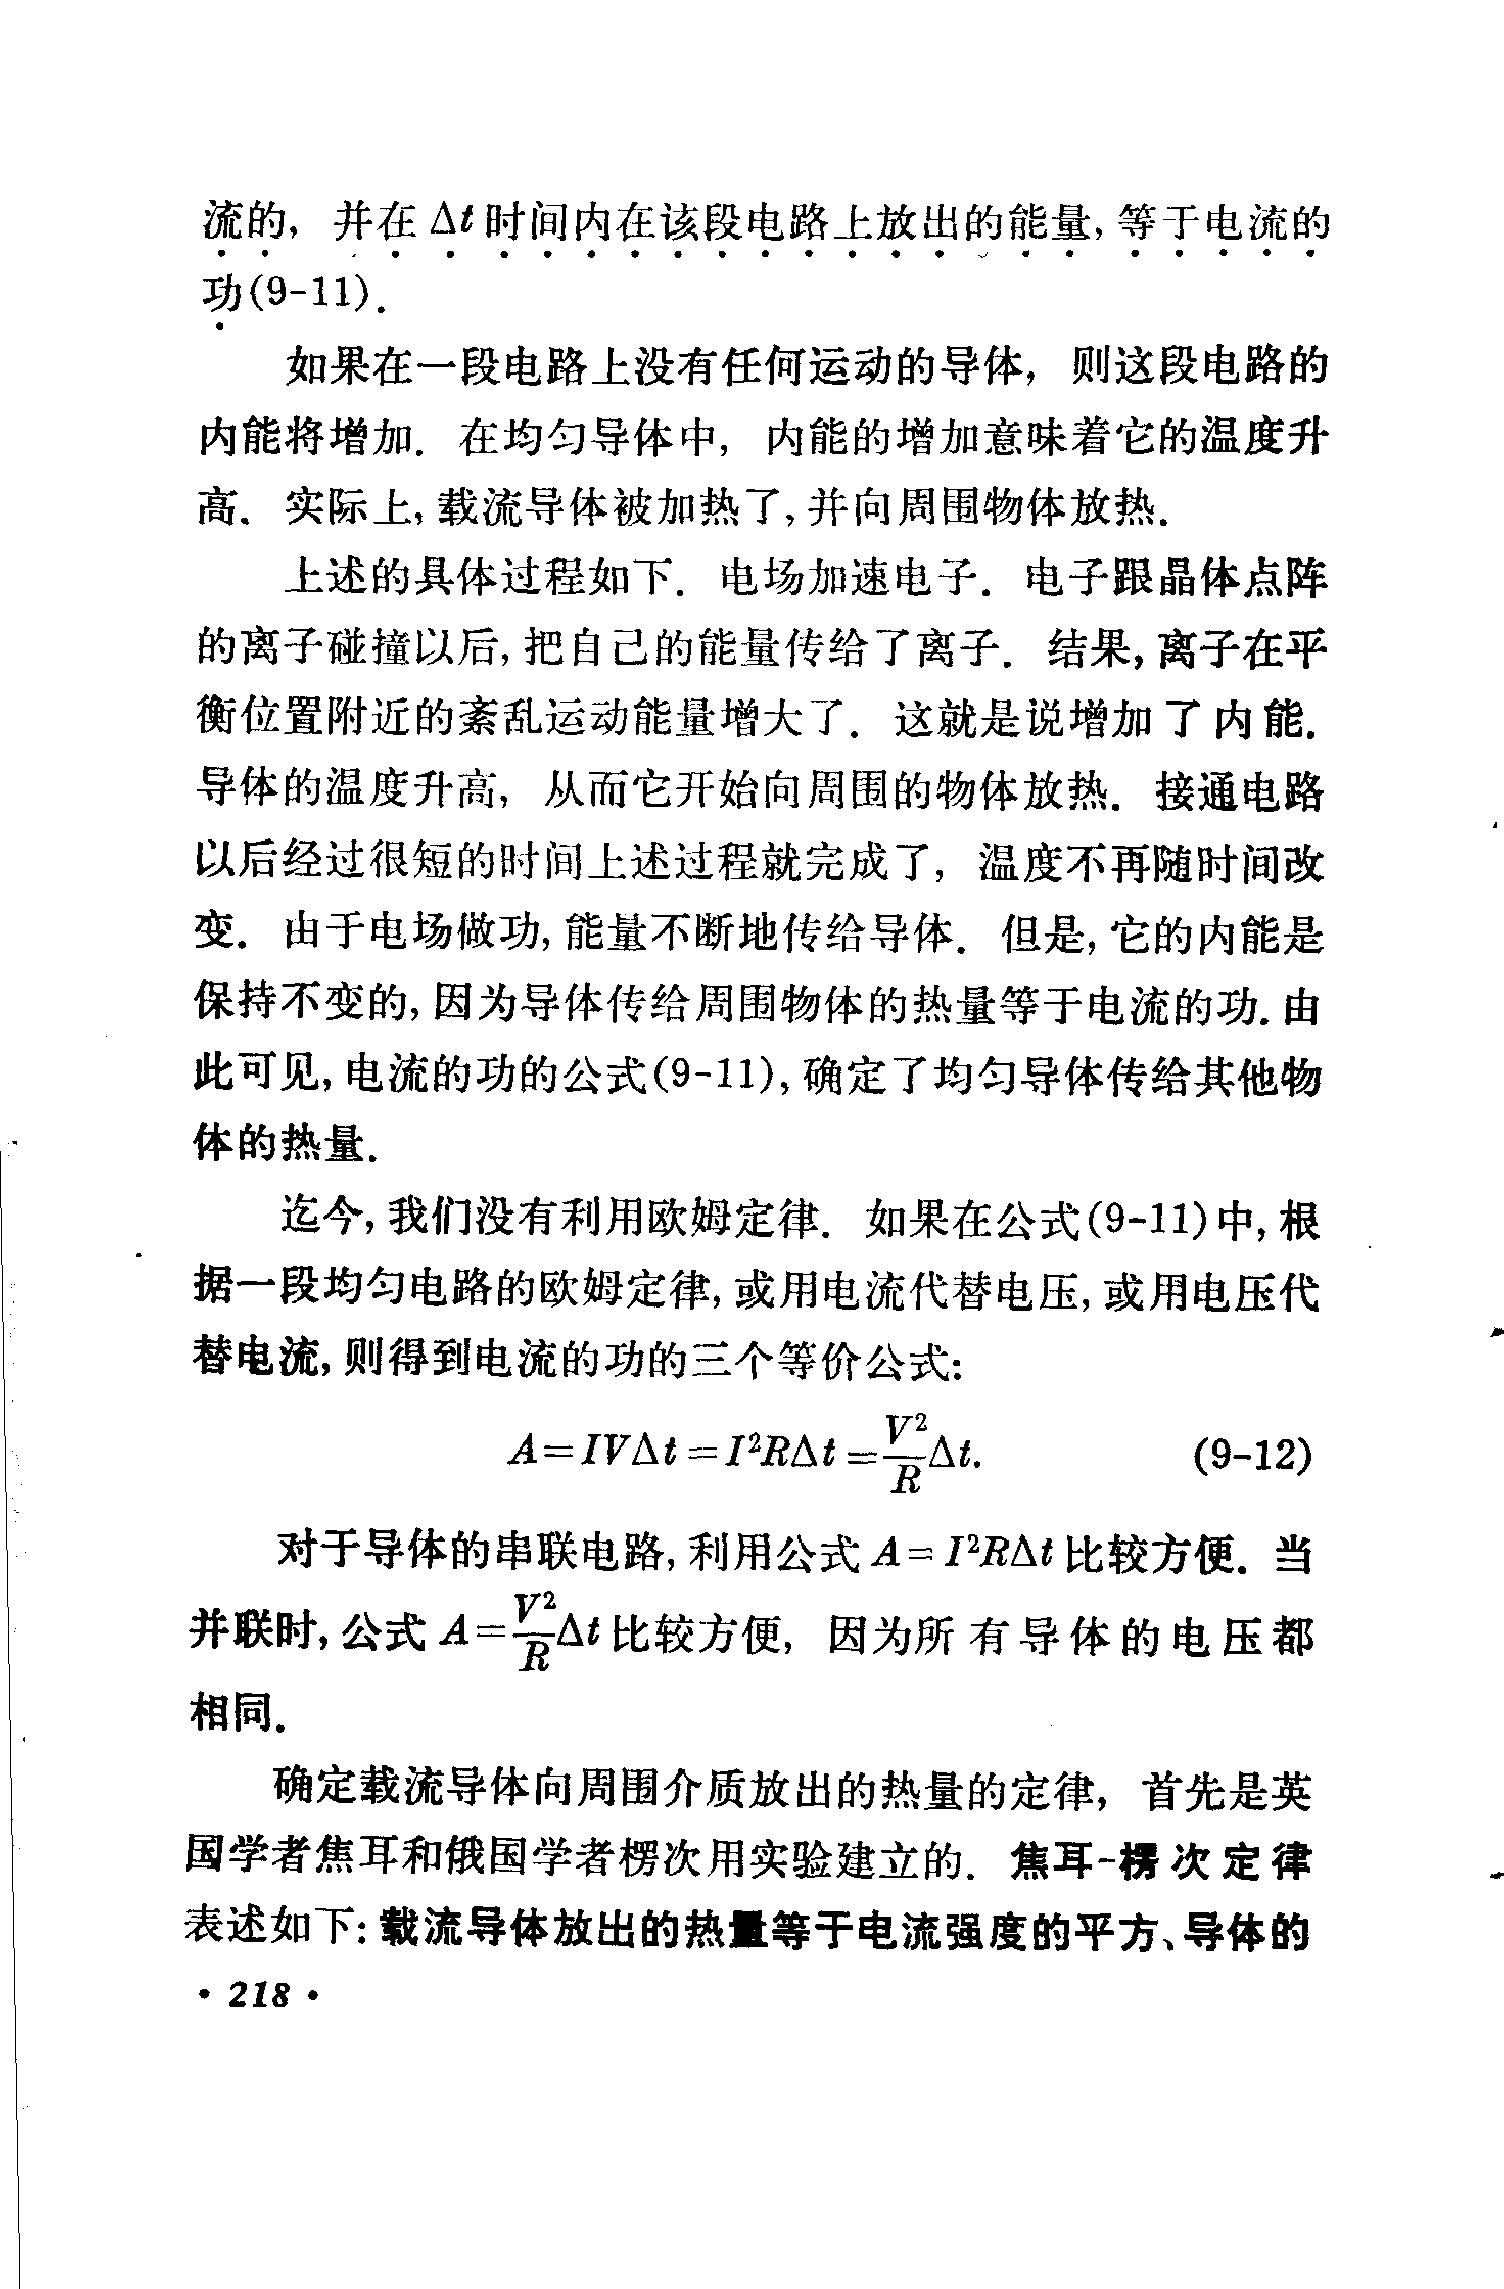 流的, 并在 Δt 时间内在该段电路上放出的能量, 等于电流的
功(9-11).
如果在一段电路上没有任何运动的导体, 则这段电路的
内能将增加. 在均匀导体中, 内能的增加意味着它的温度升
高. 实际上, 载流导体被加热了, 并向周围物体放热.
上述的具体过程如下. 电场加速电子. 电子跟晶体点阵
的离子碰撞以后, 把自己的能量传给了离子. 结果, 离子在平
衡位置附近的紊乱运动能量增大了. 这就是说增加了内能.
导体的温度升高, 从而它开始向周围的物体放热. 接通电路
以后经过很短的时间上述过程就完成了, 温度不再随时间改
变. 由于电场做功, 能量不断地传给导体. 但是, 它的内能是
保持不变的, 因为导体传给周围物体的热量等于电流的功. 由
此可见, 电流的功的公式(9-11), 确定了均匀导体传给其他物
体的热量.
迄今, 我们没有利用欧姆定律. 如果在公式(9-11)中, 根
据一段均匀电路的欧姆定律, 或用电流代替电压, 或用电压代
替电流, 则得到电流的功的三个等价公式:
A=IVΔt=I²RΔt=V²/R Δt. (9-12)
对于导体的串联电路, 利用公式 A=I²RΔt 比较方便. 当
并联时, 公式 A=V²/R Δt 比较方便, 因为所有导体的电压都
相同.
确定载流导体向周围介质放出的热量的定律, 首先是英
国学者焦耳和俄国学者楞次用实验建立的. 焦耳-楞次定律
表述如下: 载流导体放出的热量等于电流强度的平方、导体的
· 218 ·